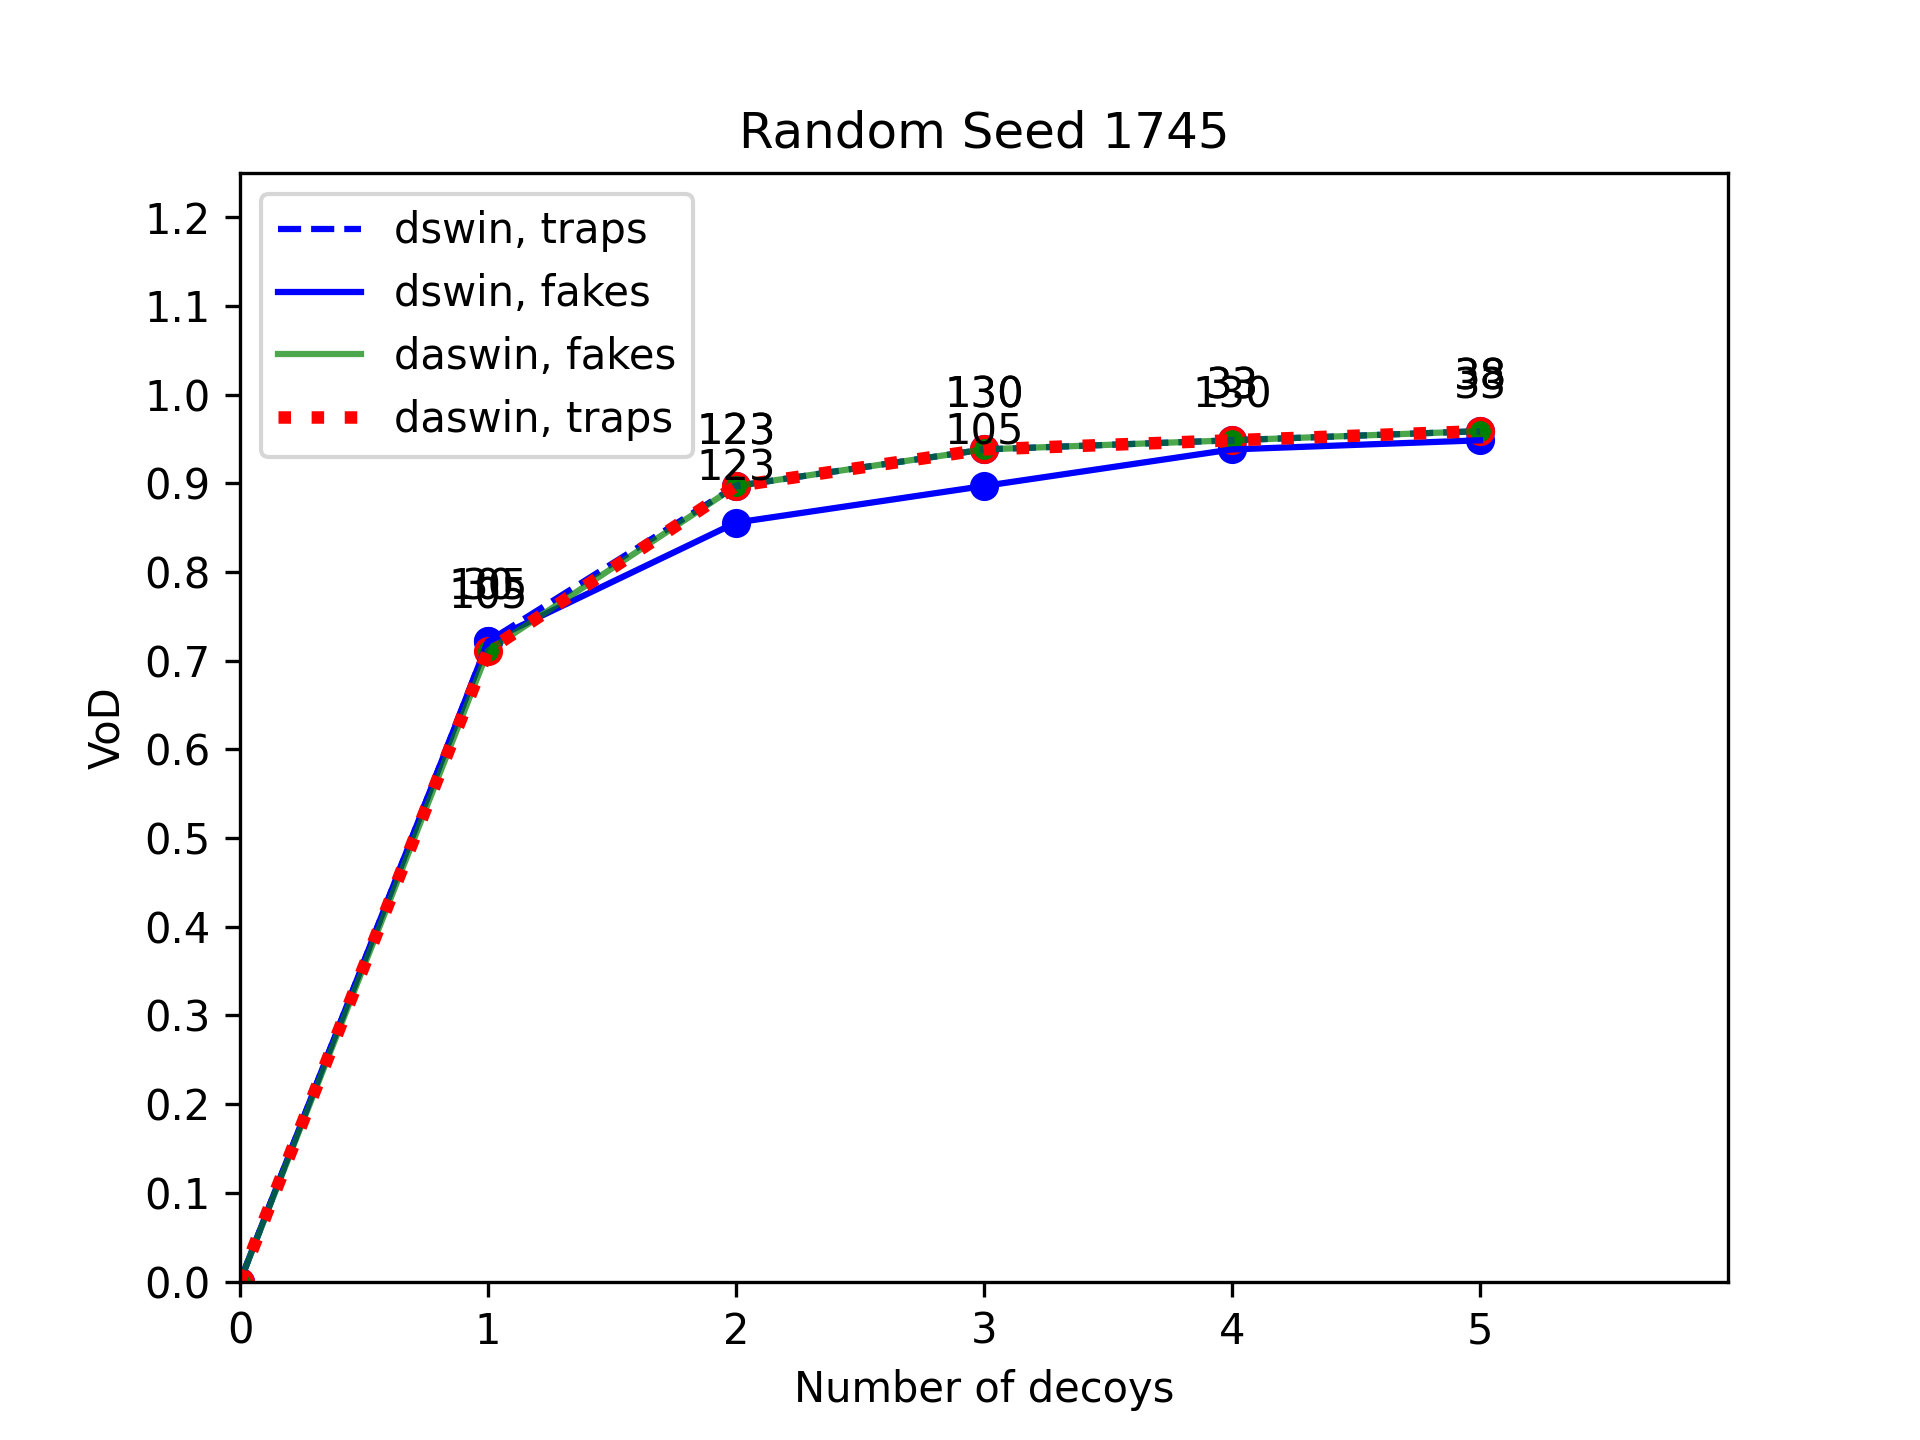 Random Seed 1745
1.2
1.1
1.0
0.9
0.8
0.7
0.6
0.5
0.4
0.3
0.2
0.1
0.0
VoD
dswin, traps
dswin, fakes
daswin, fakes
daswin, traps
105
123
123
130
105
33
130
38
0 1 2 3 4 5
Number of decoys